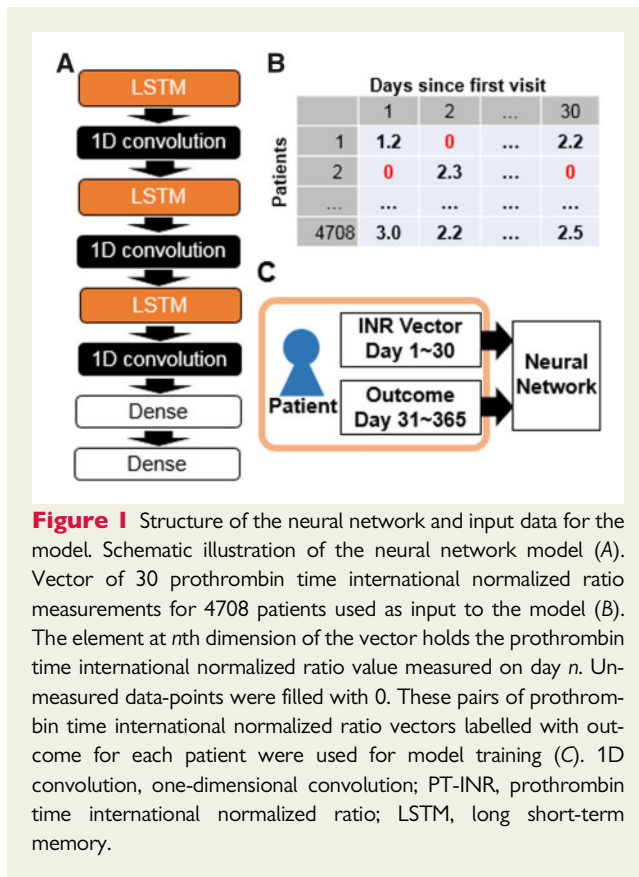 A
LSTM
1D convolution
LSTM
1D convolution
LSTM
1D convolution
Dense
Dense
B
Days since first visit
Patients
1 2 ... 30
1 1.2 0 ... 2.2
2 0 2.3 ... 0
... ... ... ... ...
4708 3.0 2.2 ... 2.5
C
Patient
INR Vector
Day 1~30
Outcome
Day 31~365
Neural
Network
Figure 1 Structure of the neural network and input data for the
model. Schematic illustration of the neural network model (A).
Vector of 30 prothrombin time international normalized ratio
measurements for 4708 patients used as input to the model (B).
The element at nth dimension of the vector holds the prothrombin
time international normalized ratio value measured on day n. Un-
measured data-points were filled with 0. These pairs of prothrom-
bin time international normalized ratio vectors labelled with out-
come for each patient were used for model training (C). 1D
convolution, one-dimensional convolution; PT-INR, prothrombin
time international normalized ratio; LSTM, long short-term
memory.